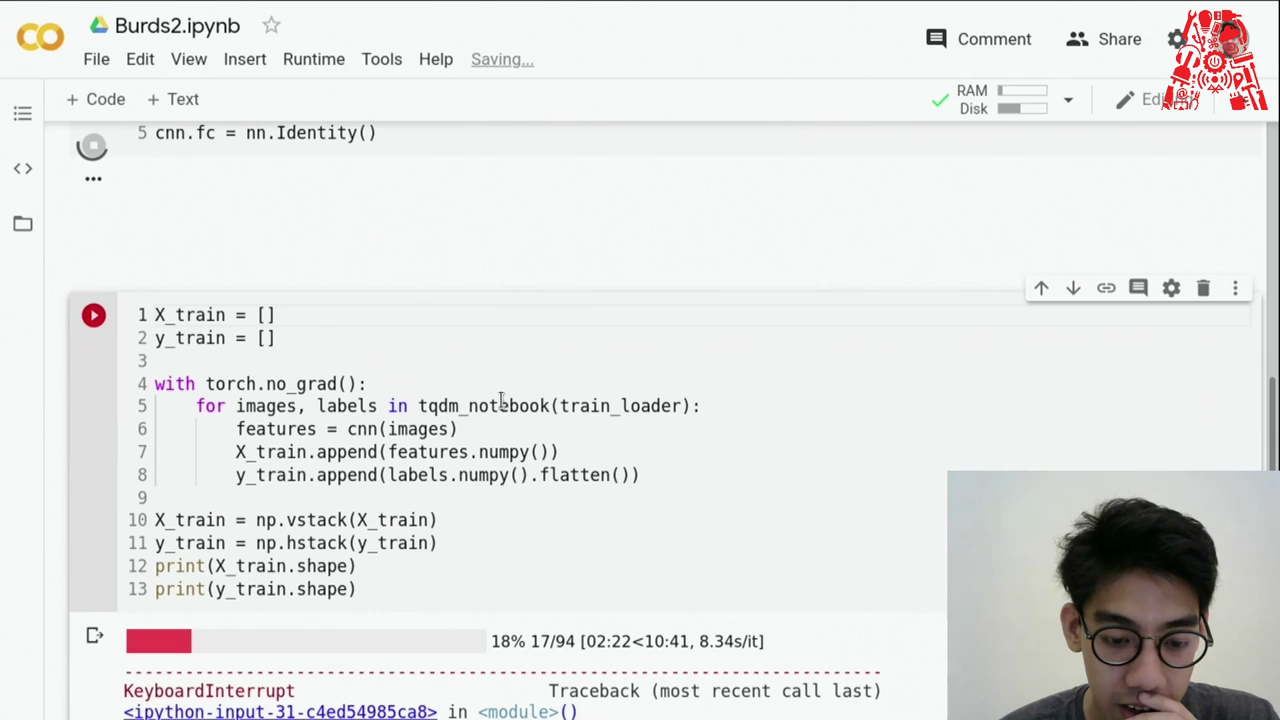 Burds2.ipynb
Comment
Share
File Edit View Insert Runtime Tools Help Saving...
+ Code + Text
RAM
Disk
5 cnn.fc = nn.Identity()
1 X_train = []
2 y_train = []
3
4 with torch.no_grad():
5 for images, labels in tqdm_notebook(train_loader):
6 features = cnn(images)
7 X_train.append(features.numpy())
8 y_train.append(labels.numpy().flatten())
9
10 X_train = np.vstack(X_train)
11 y_train = np.hstack(y_train)
12 print(X_train.shape)
13 print(y_train.shape)
18% 17/94 [02:22<10:41, 8.34s/it]
---------------------------------------------------------------------------
KeyboardInterrupt Traceback (most recent call last)
<ipython-input-31-c4ed54985ca8> in <module>()